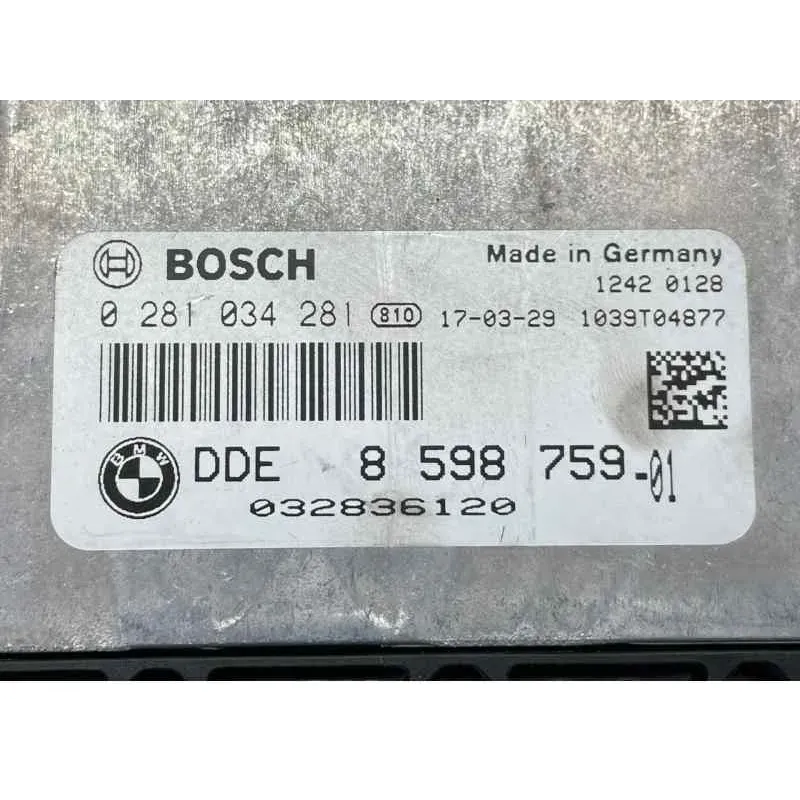 BOSCH Made in Germany
1242 0128
0 281 034 281 810 17-03-29 1039T04877
BMW DDE 8 598 759-01
032836120